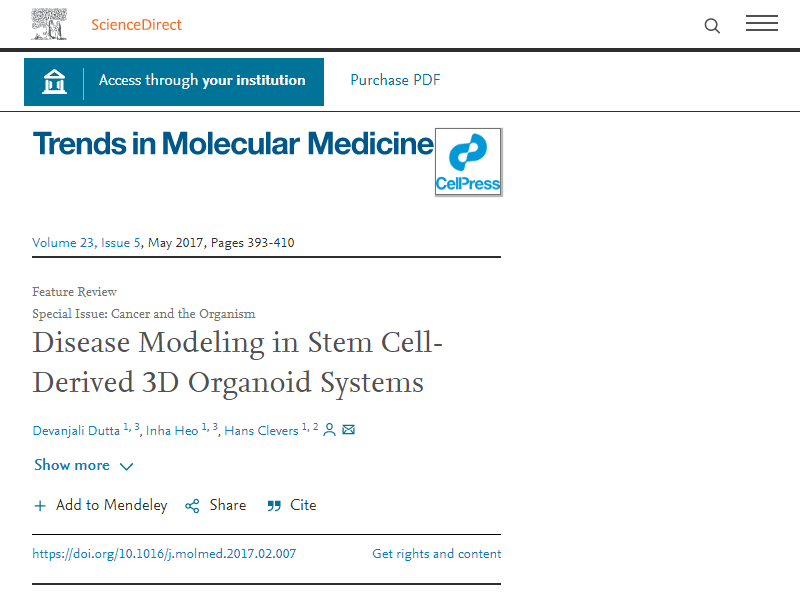 ScienceDirect
Access through your institution
Purchase PDF
Trends in Molecular Medicine
CellPress
Volume 23, Issue 5, May 2017, Pages 393-410
Feature Review
Special Issue: Cancer and the Organism
Disease Modeling in Stem Cell-
Derived 3D Organoid Systems
Devanjali Dutta 1, 3, Inha Heo 1, 3, Hans Clevers 1, 2
Show more
Add to Mendeley
Share
Cite
https://doi.org/10.1016/j.molmed.2017.02.007
Get rights and content